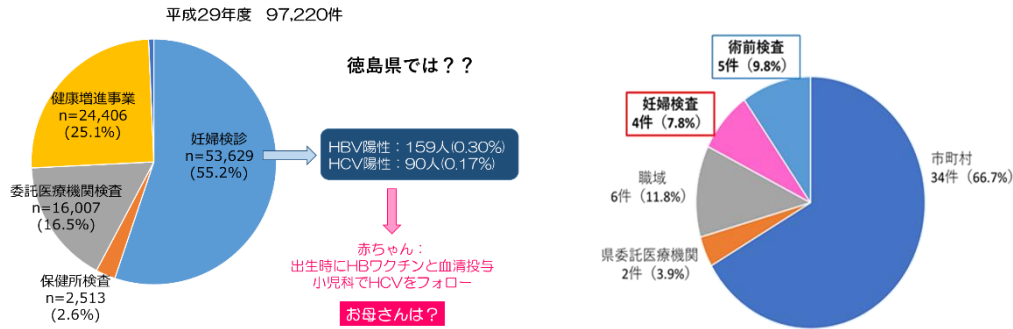 平成29年度 97,220件
健康増進事業
n=24,406
(25.1%)
妊婦検診
n=53,629
(55.2%)
委託医療機関検査
n=16,007
(16.5%)
保健所検査
n=2,513
(2.6%)
徳島県では？？
HBV陽性：159人(0.30%)
HCV陽性：90人(0.17%)
赤ちゃん：
出生時にHBワクチンと血清投与
小児科でHCVをフォロー
お母さんは？
術前検査
5件（9.8%）
妊婦検査
4件（7.8%）
職域
6件（11.8%）
県委託医療機関
2件（3.9%）
市町村
34件（66.7%）